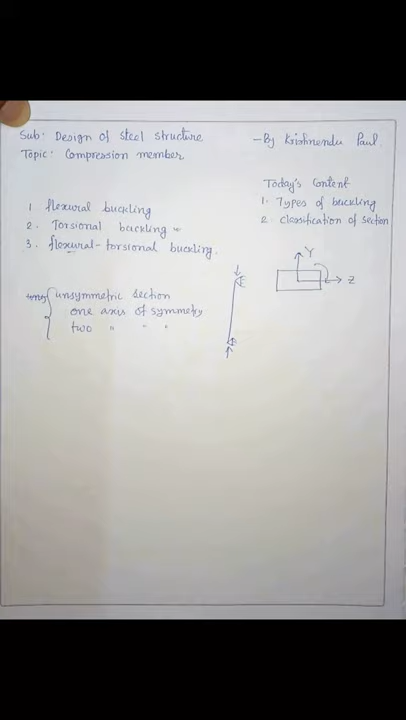 Sub: Design of steel structure
- By Krishnendu Paul.
Topic: Compression member
Today's Content
1. Types of buckling
2. Classification of section
1. flexural buckling
2. Torsional buckling
3. flexural-torsional buckling.
Y
Z
unsymmetric section
one axis of symmetry
two " " "